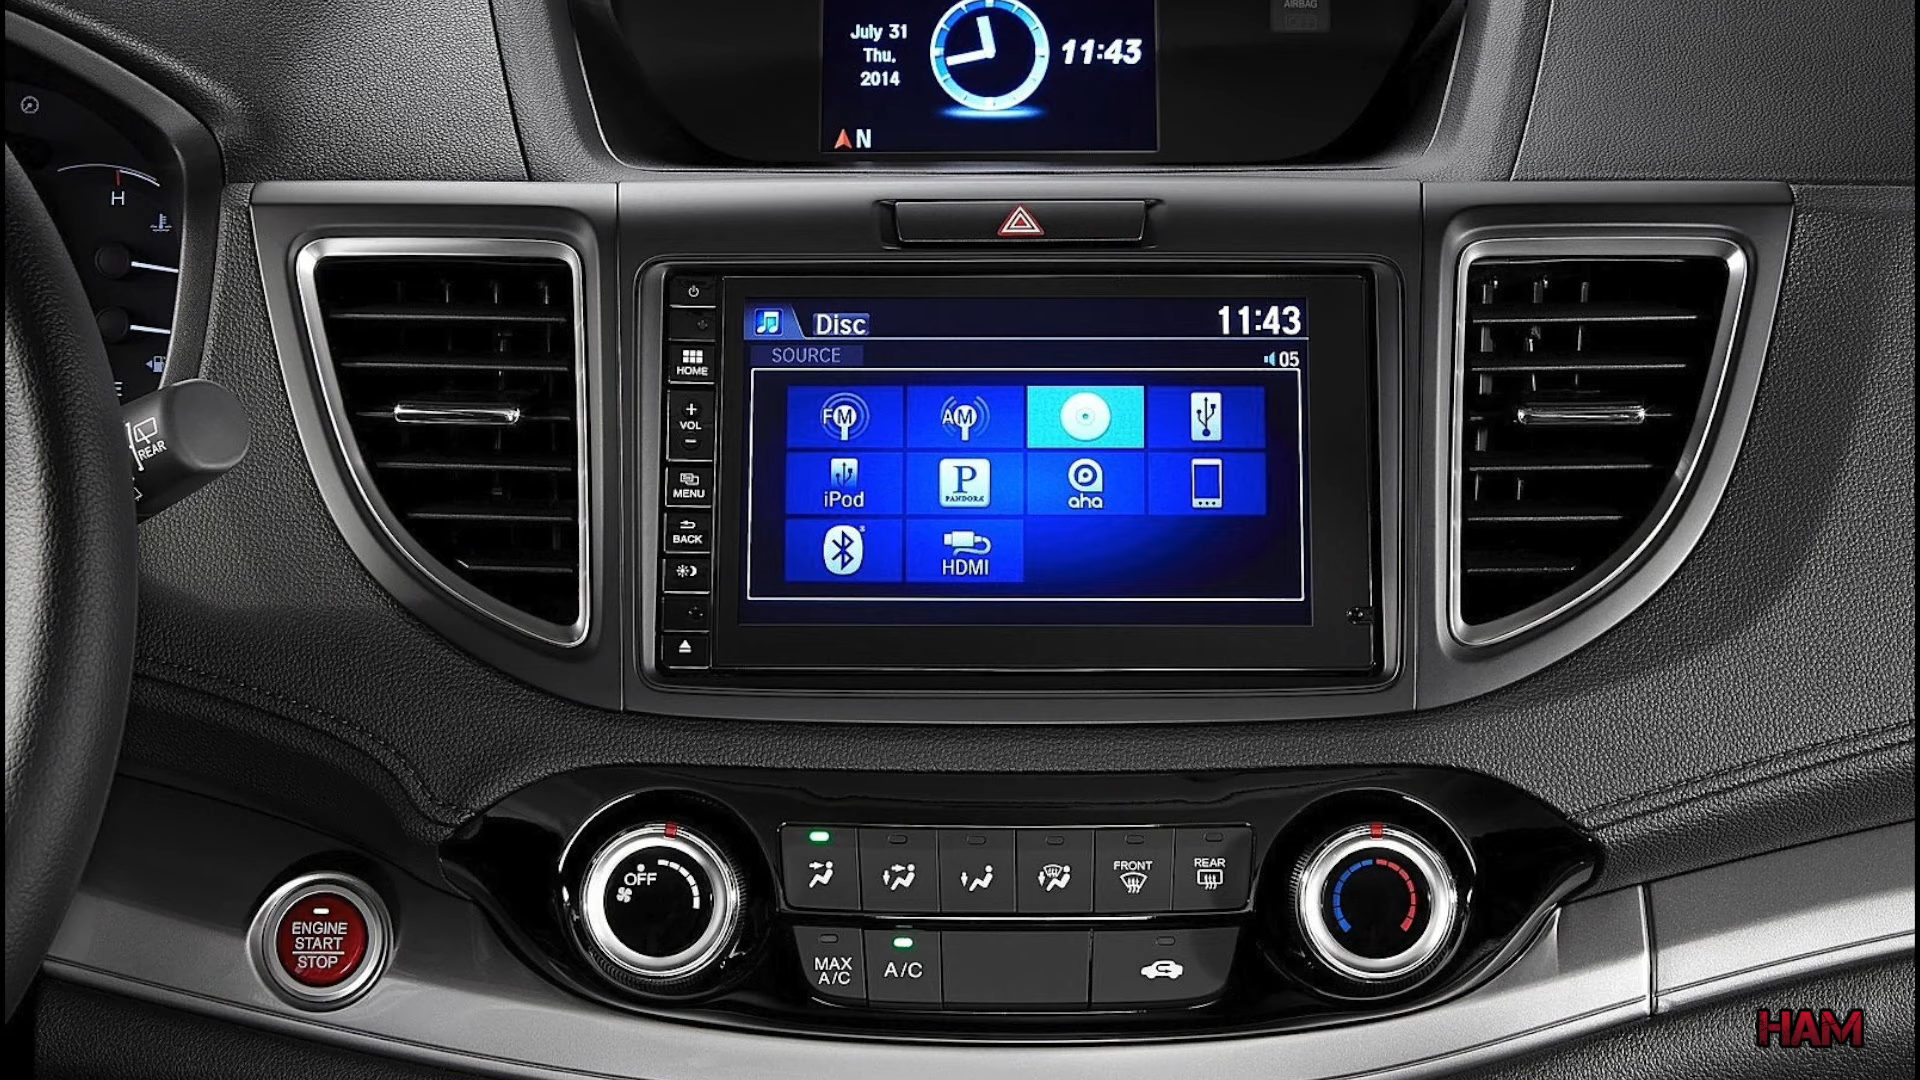 AIRBAG
July 31
Thu.
2014
11:43
N
H
E
REAR
HOME
+
VOL
−
MENU
BACK
Disc
11:43
SOURCE
05
FM
AM
iPod
P
PANDORA
aha
HDMI
OFF
FRONT
REAR
MAX
A/C
A/C
ENGINE
START
STOP
HAM